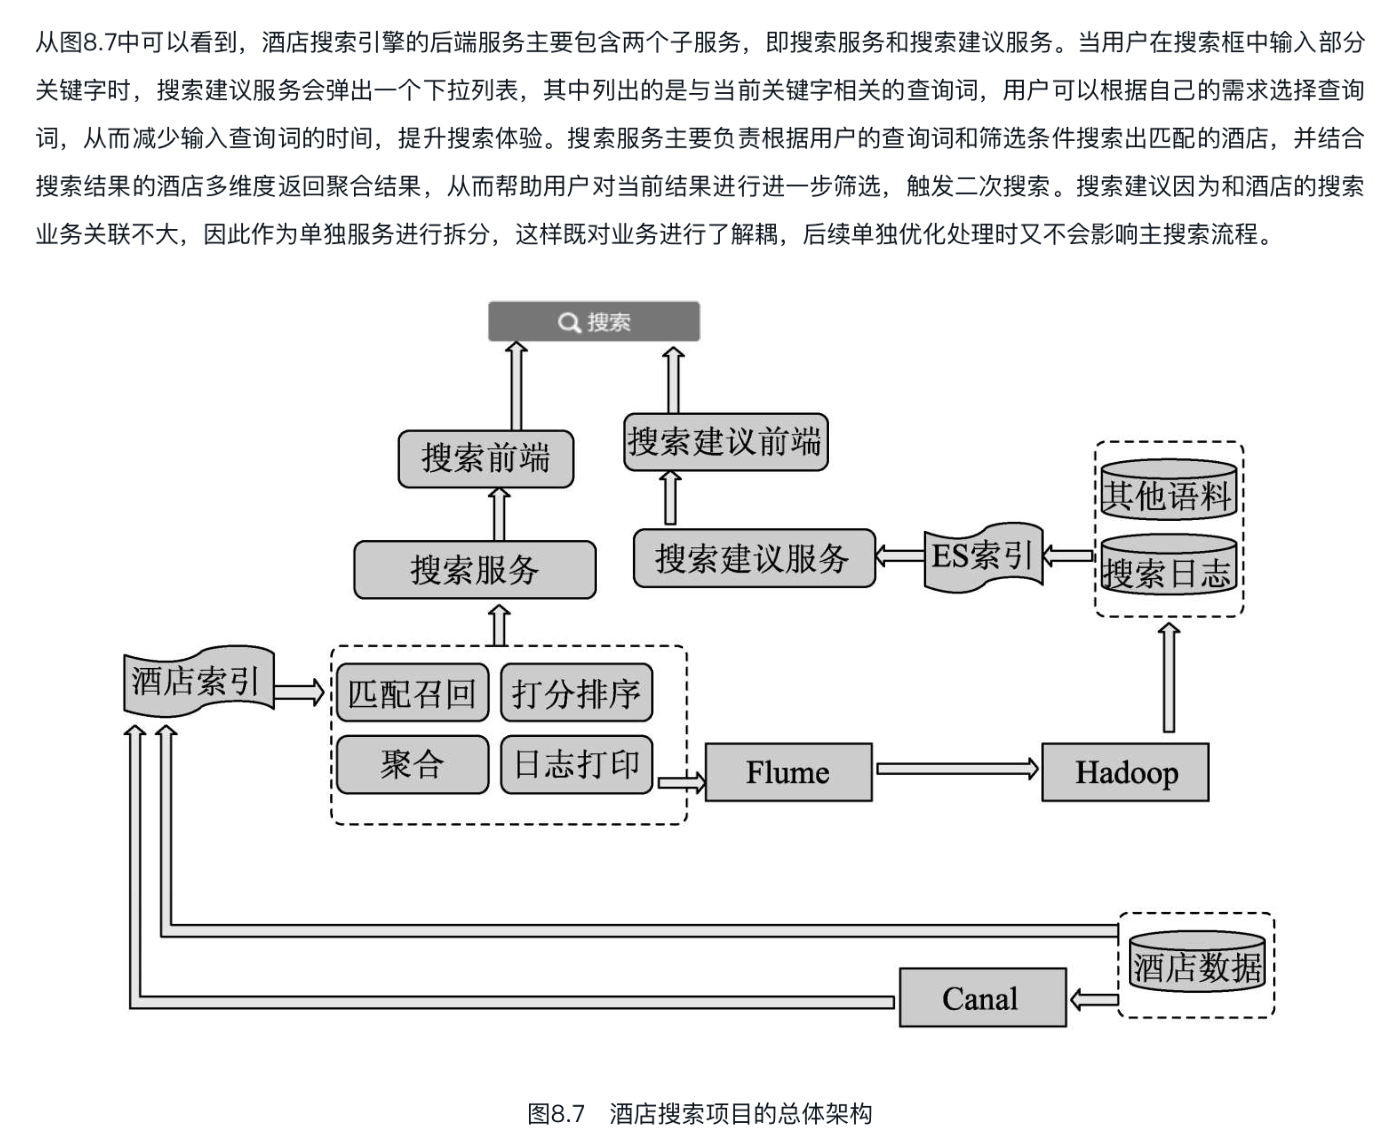 从图8.7中可以看到，酒店搜索引擎的后端服务主要包含两个子服务，即搜索服务和搜索建议服务。当用户在搜索框中输入部分
关键字时，搜索建议服务会弹出一个下拉列表，其中列出的是与当前关键字相关的查询词，用户可以根据自己的需求选择查询
词，从而减少输入查询词的时间，提升搜索体验。搜索服务主要负责根据用户的查询词和筛选条件搜索出匹配的酒店，并结合
搜索结果的酒店多维度返回聚合结果，从而帮助用户对当前结果进行进一步筛选，触发二次搜索。搜索建议因为和酒店的搜索
业务关联不大，因此作为单独服务进行拆分，这样既对业务进行了解耦，后续单独优化处理时又不会影响主搜索流程。
搜索
搜索前端
搜索建议前端
其他语料
搜索服务
搜索建议服务
ES索引
搜索日志
酒店索引
匹配召回
打分排序
聚合
日志打印
Flume
Hadoop
酒店数据
Canal
图8.7 酒店搜索项目的总体架构